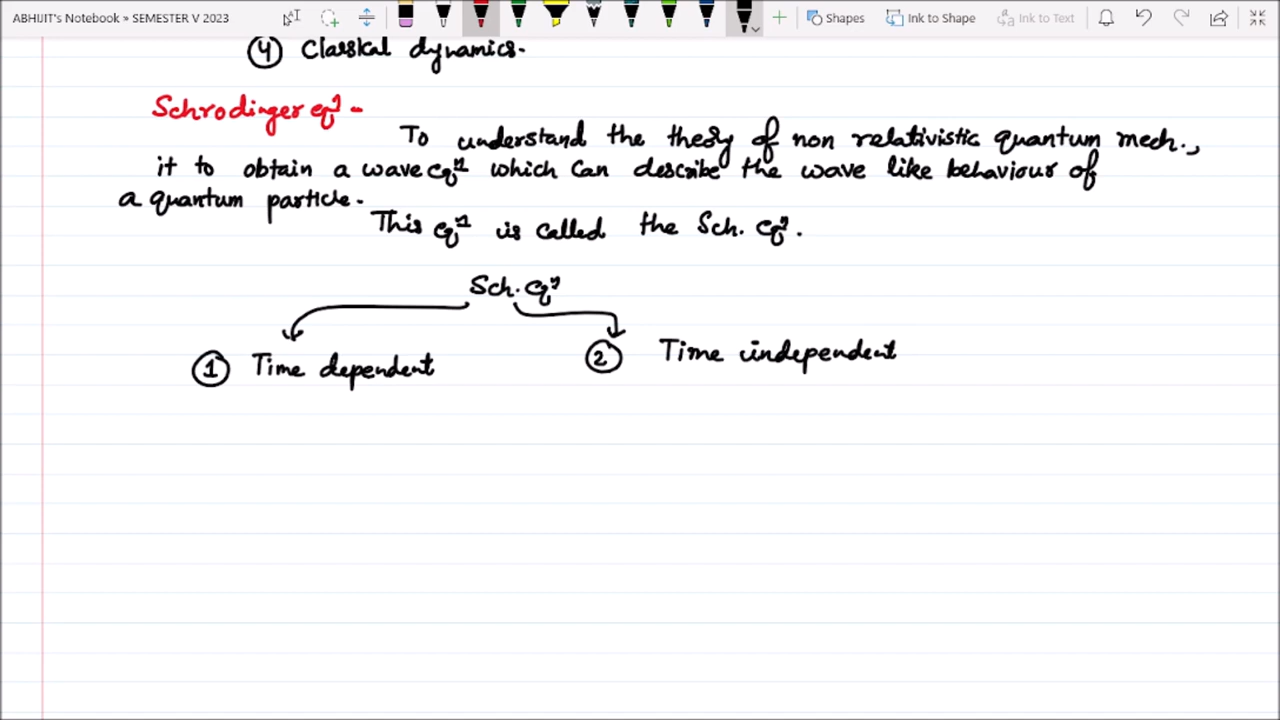 ABHIJIT's Notebook » SEMESTER V 2023
Shapes
Ink to Shape
Ink to Text
④ Classical dynamics.
Schrodinger eqⁿ -
To understand the theory of non relativistic quantum mech.,
it to obtain a wave eqⁿ which can describe the wave like behaviour of
a quantum particle.
This eqⁿ is called the Sch. eqⁿ.
Sch. eqⁿ
① Time dependent
② Time independent